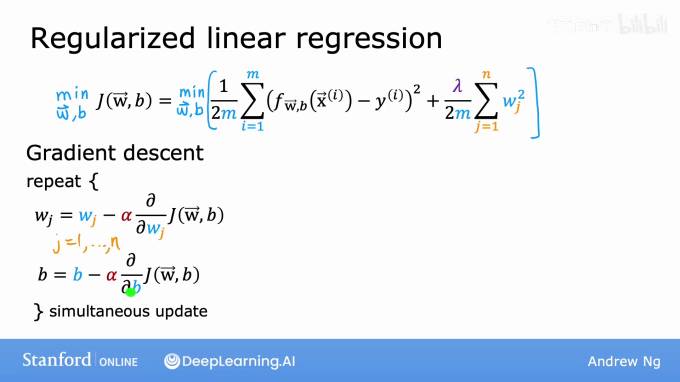 Regularized linear regression
bilibili
min w⃗,b J(w⃗, b) = min w⃗,b [ 1/2m ∑_{i=1}^{m} (f_{w⃗,b}(x⃗^{(i)}) − y^{(i)})² + λ/2m ∑_{j=1}^{n} w_j² ]
Gradient descent
repeat {
w_j = w_j − α ∂/∂w_j J(w⃗, b)
j=1,...,n
b = b − α ∂/∂b J(w⃗, b)
} simultaneous update
Stanford ONLINE DeepLearning.AI Andrew Ng